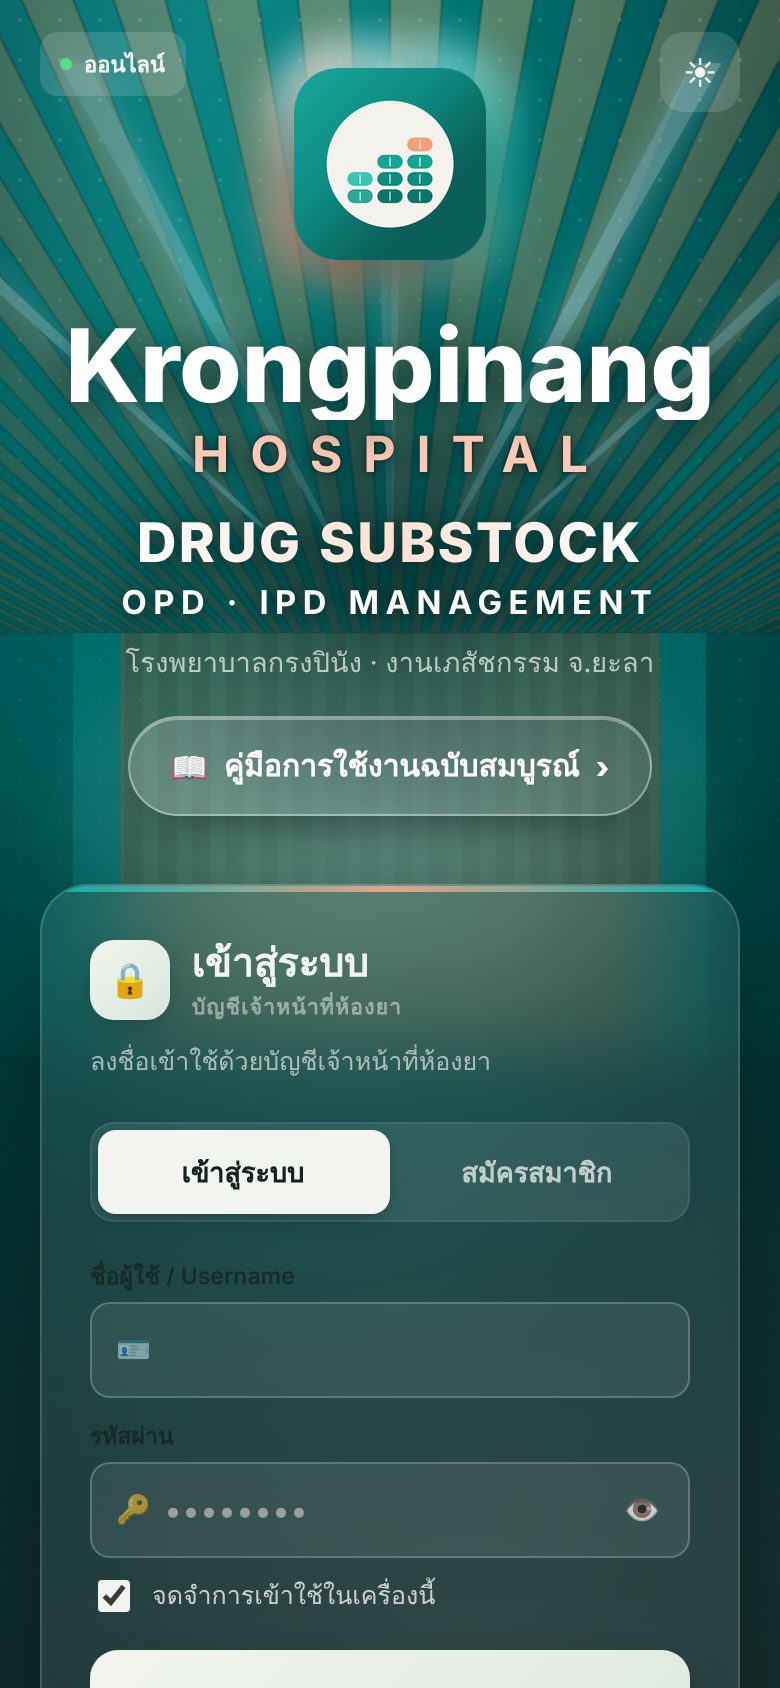 ออนไลน์
Krongpinang
HOSPITAL
DRUG SUBSTOCK
OPD · IPD MANAGEMENT
โรงพยาบาลกรงปินัง · งานเภสัชกรรม จ.ยะลา
คู่มือการใช้งานฉบับสมบูรณ์ ›
เข้าสู่ระบบ
บัญชีเจ้าหน้าที่ห้องยา
ลงชื่อเข้าใช้ด้วยบัญชีเจ้าหน้าที่ห้องยา
เข้าสู่ระบบ สมัครสมาชิก
ชื่อผู้ใช้ / Username
รหัสผ่าน
จดจำการเข้าใช้ในเครื่องนี้